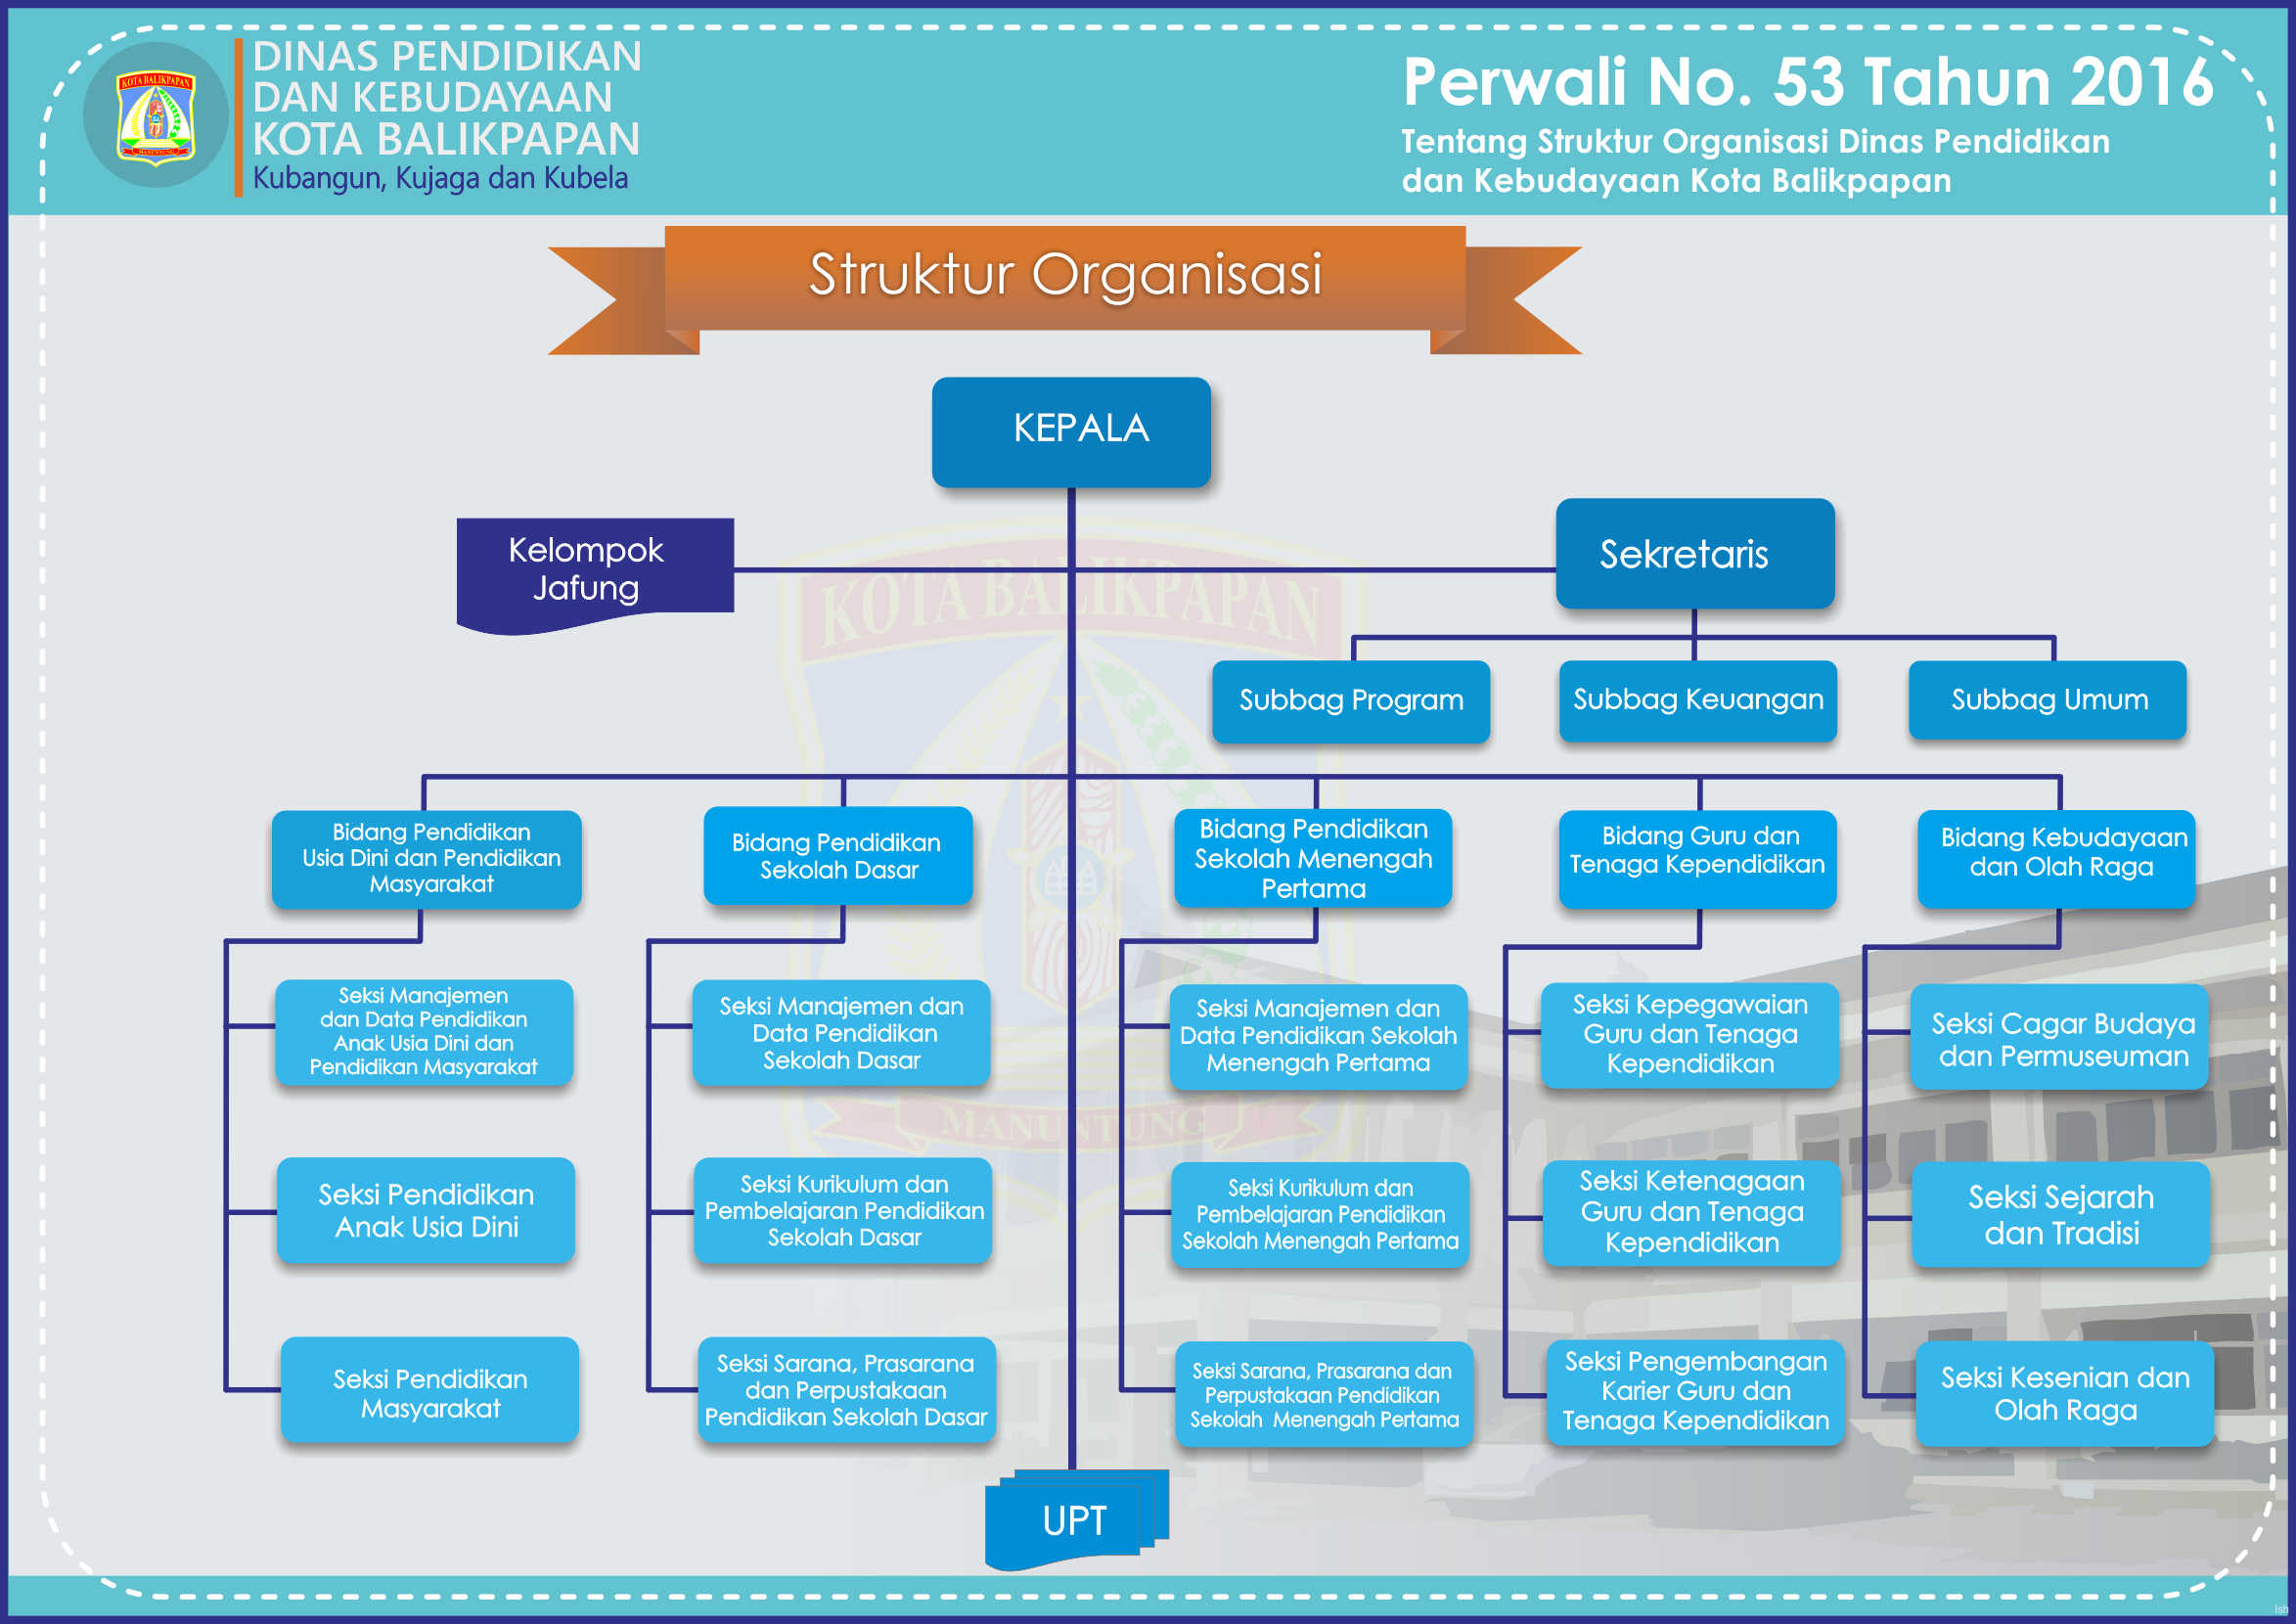 KOTA BALIKPAPAN
MANUNTUNG
DINAS PENDIDIKAN
DAN KEBUDAYAAN
KOTA BALIKPAPAN
Kubangun, Kujaga dan Kubela
Perwali No. 53 Tahun 2016
Tentang Struktur Organisasi Dinas Pendidikan
dan Kebudayaan Kota Balikpapan
Struktur Organisasi
KEPALA
Kelompok
Jafung
Sekretaris
KOTA BALIKPAPAN
Subbag Program
Subbag Keuangan
Subbag Umum
Bidang Pendidikan
Usia Dini dan Pendidikan
Masyarakat
Bidang Pendidikan
Sekolah Dasar
Bidang Pendidikan
Sekolah Menengah
Pertama
Bidang Guru dan
Tenaga Kependidikan
Bidang Kebudayaan
dan Olah Raga
Seksi Manajemen
dan Data Pendidikan
Anak Usia Dini dan
Pendidikan Masyarakat
Seksi Manajemen dan
Data Pendidikan
Sekolah Dasar
Seksi Manajemen dan
Data Pendidikan Sekolah
Menengah Pertama
Seksi Kepegawaian
Guru dan Tenaga
Kependidikan
Seksi Cagar Budaya
dan Permuseuman
MANUNTUNG
Seksi Pendidikan
Anak Usia Dini
Seksi Kurikulum dan
Pembelajaran Pendidikan
Sekolah Dasar
Seksi Kurikulum dan
Pembelajaran Pendidikan
Sekolah Menengah Pertama
Seksi Ketenagaan
Guru dan Tenaga
Kependidikan
Seksi Sejarah
dan Tradisi
Seksi Pendidikan
Masyarakat
Seksi Sarana, Prasarana
dan Perpustakaan
Pendidikan Sekolah Dasar
Seksi Sarana, Prasarana dan
Perpustakaan Pendidikan
Sekolah  Menengah Pertama
Seksi Pengembangan
Karier Guru dan
Tenaga Kependidikan
Seksi Kesenian dan
Olah Raga
UPT